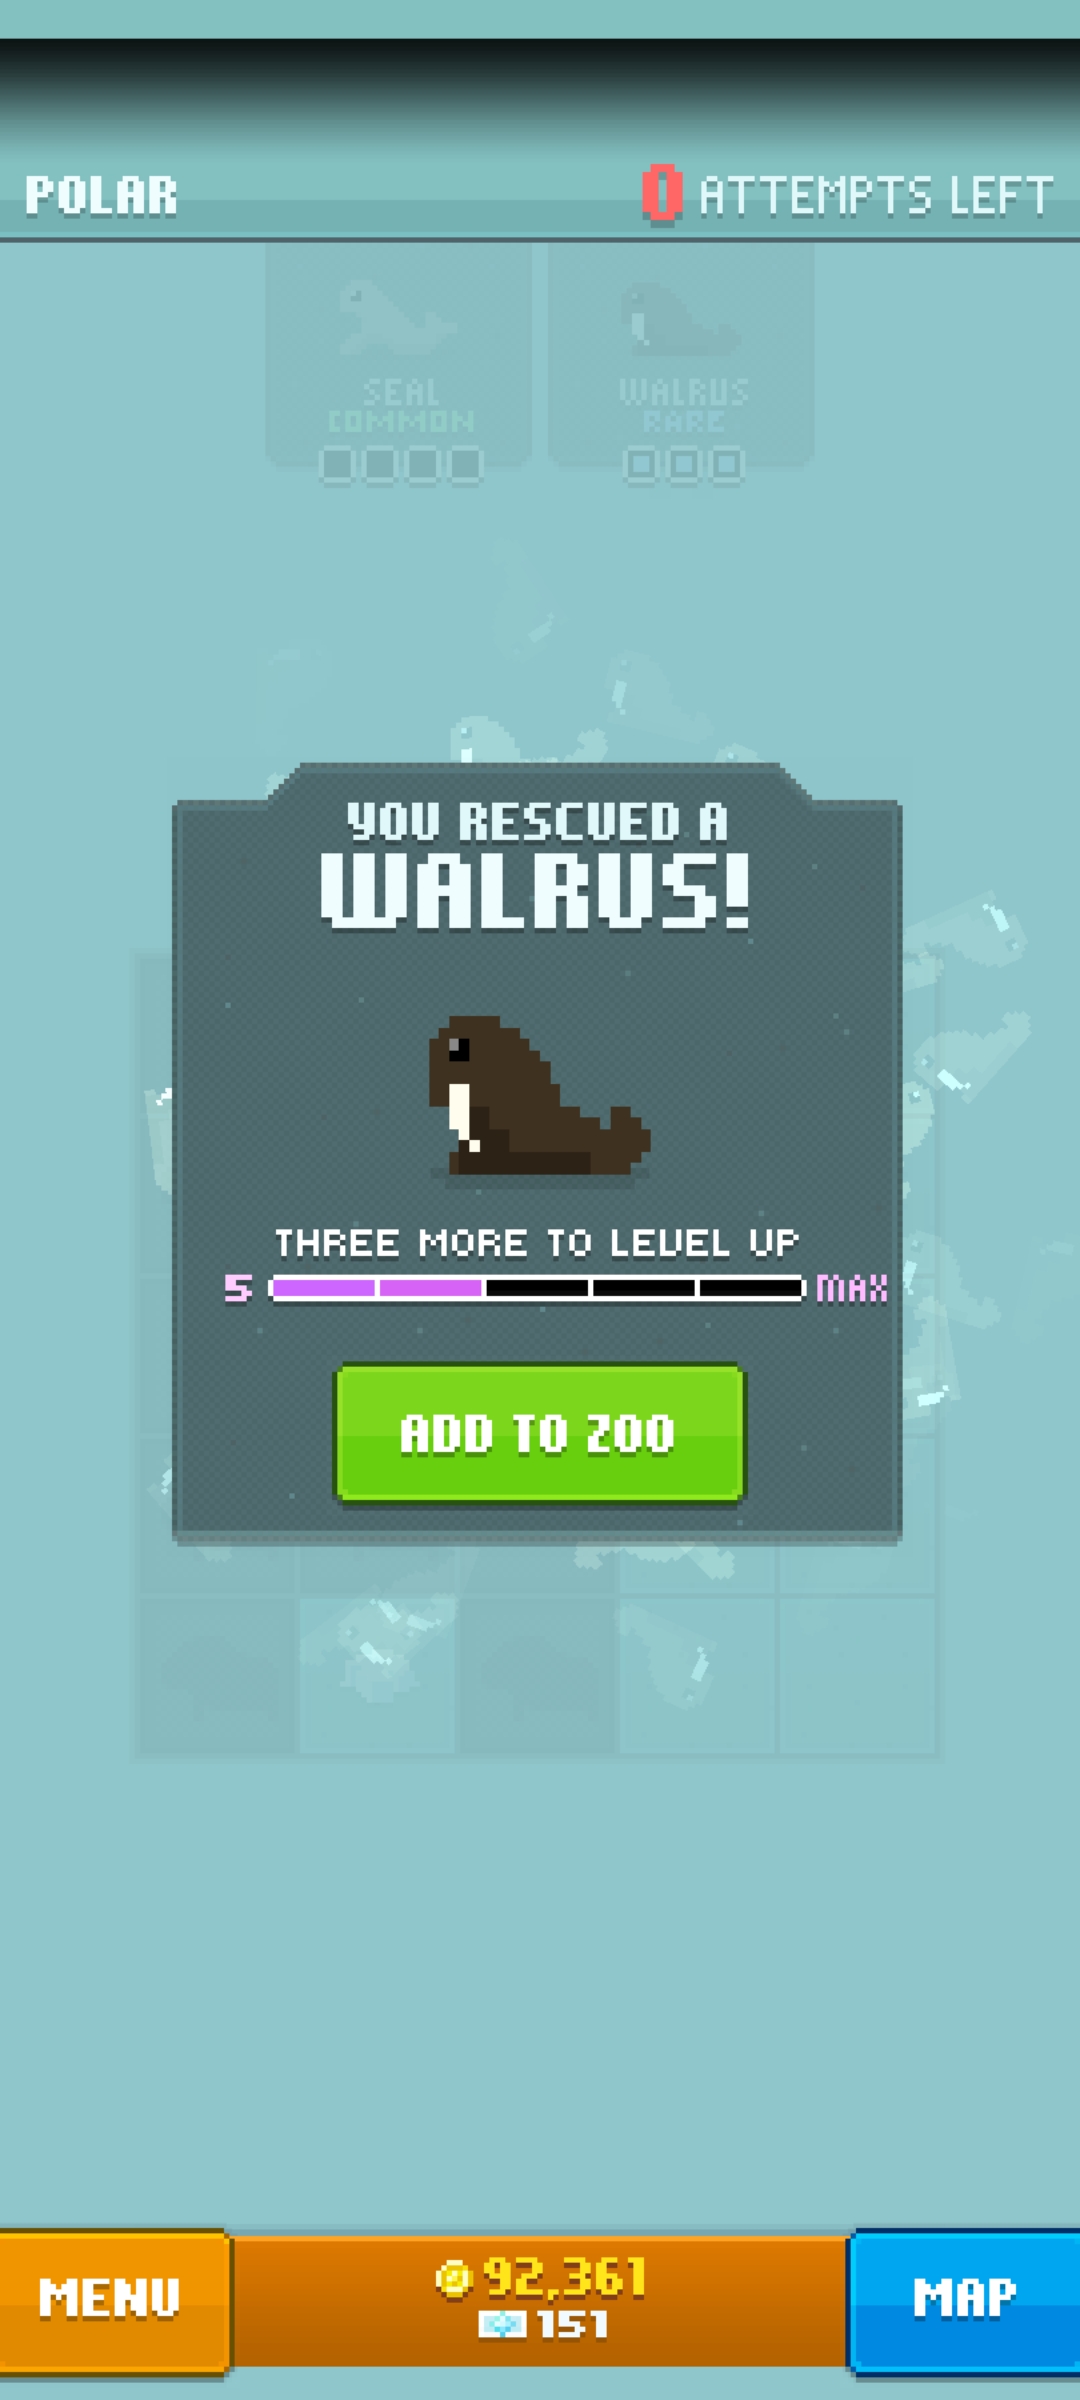 POLAR
0 ATTEMPTS LEFT
SEAL
COMMON
WALRUS
RARE
YOU RESCUED A
WALRUS!
THREE MORE TO LEVEL UP
5 MAX
ADD TO ZOO
MENU
92,361
151
MAP